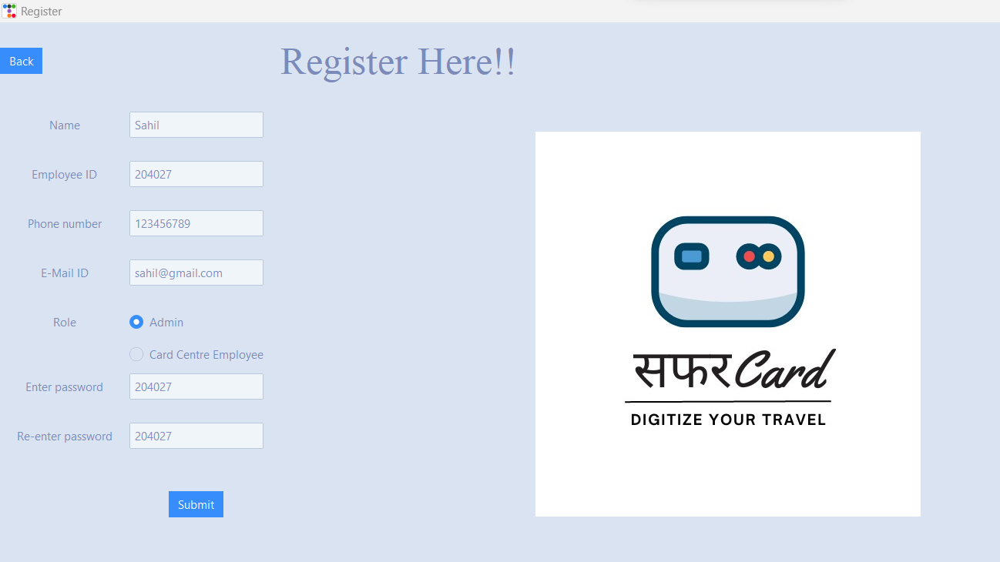 Register
Back
Register Here!!
Name
Sahil
Employee ID
204027
Phone number
123456789
E-Mail ID
sahil@gmail.com
Role
Admin
Card Centre Employee
Enter password
204027
Re-enter password
204027
Submit
सफरCard
DIGITIZE YOUR TRAVEL